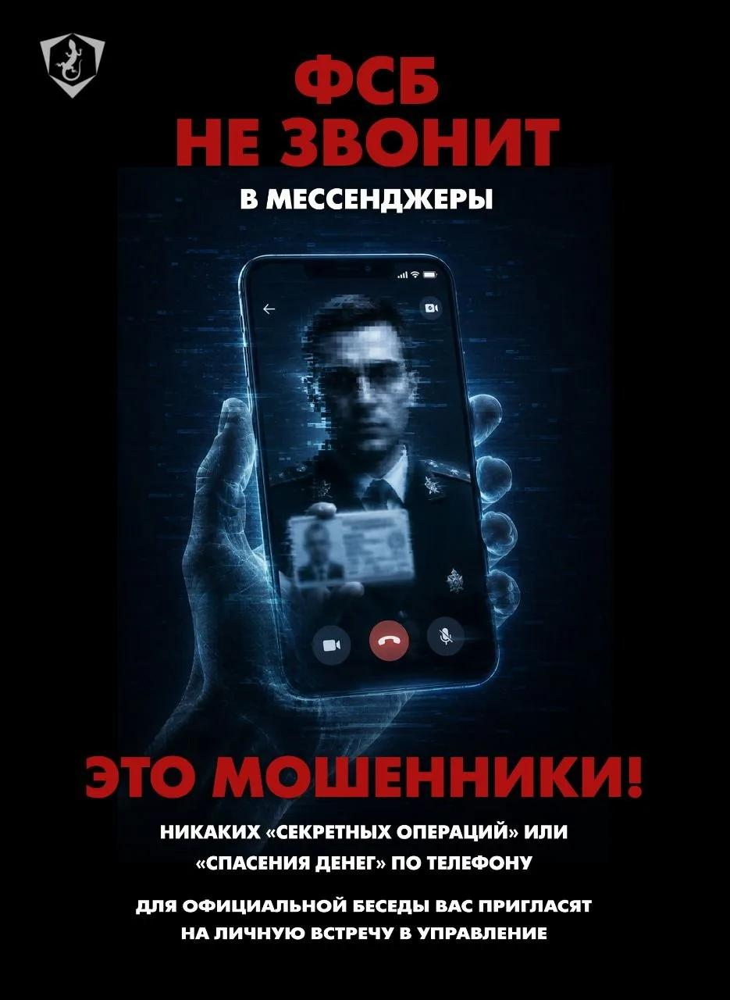 ФСБ
НЕ ЗВОНИТ
В МЕССЕНДЖЕРЫ
ЭТО МОШЕННИКИ!
НИКАКИХ «СЕКРЕТНЫХ ОПЕРАЦИЙ» ИЛИ
«СПАСЕНИЯ ДЕНЕГ» ПО ТЕЛЕФОНУ
ДЛЯ ОФИЦИАЛЬНОЙ БЕСЕДЫ ВАС ПРИГЛАСЯТ
НА ЛИЧНУЮ ВСТРЕЧУ В УПРАВЛЕНИЕ